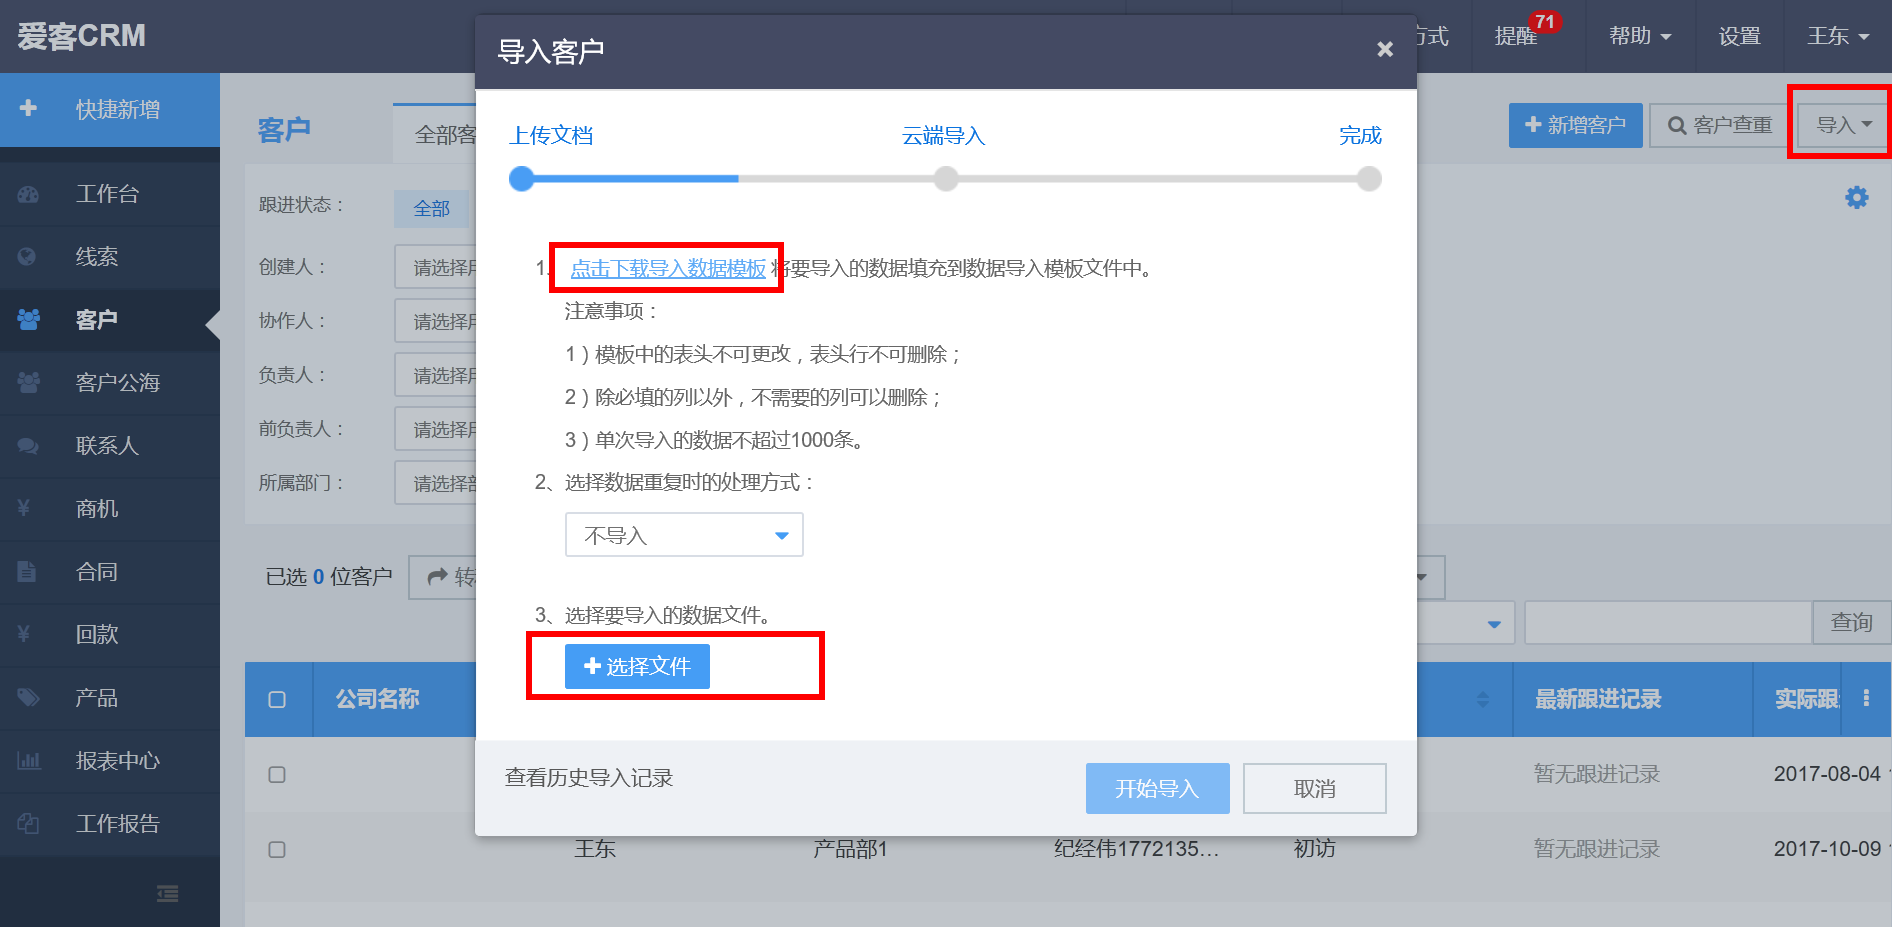 爱客CRM
方式
提醒
71
帮助
设置
王东
快捷新增
工作台
线索
客户
客户公海
联系人
¥ 商机
合同
¥ 回款
产品
报表中心
工作报告
客户
全部客
新增客户
客户查重
导入
跟进状态：
全部
创建人：
请选择用
协作人：
请选择用
负责人：
请选择用
前负责人：
请选择用
所属部门：
请选择部
已选 0 位客户
查询
公司名称
最新跟进记录
实际跟
暂无跟进记录
2017-08-04
王东
产品部1
纪经伟1772135...
初访
暂无跟进记录
2017-10-09
导入客户
×
上传文档
云端导入
完成
1、点击下载导入数据模板 将要导入的数据填充到数据导入模板文件中。
注意事项：
1）模板中的表头不可更改，表头行不可删除；
2）除必填的列以外，不需要的列可以删除；
3）单次导入的数据不超过1000条。
2、选择数据重复时的处理方式：
不导入
3、选择要导入的数据文件。
选择文件
查看历史导入记录
开始导入
取消